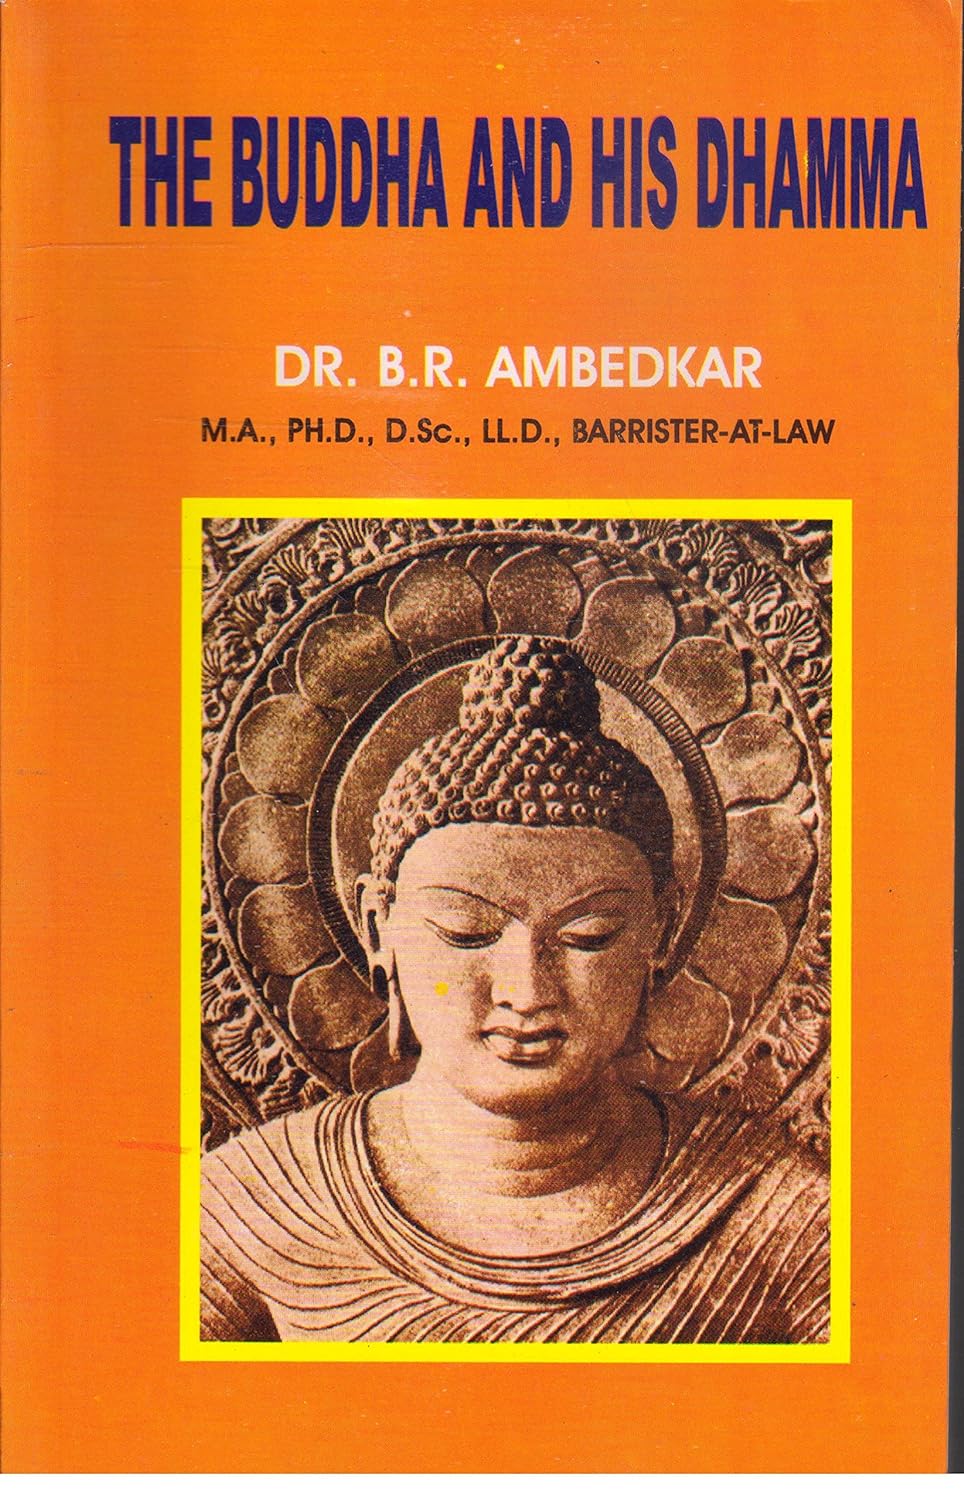 THE BUDDHA AND HIS DHAMMA
DR. B.R. AMBEDKAR
M.A., PH.D., D.Sc., LL.D., BARRISTER-AT-LAW